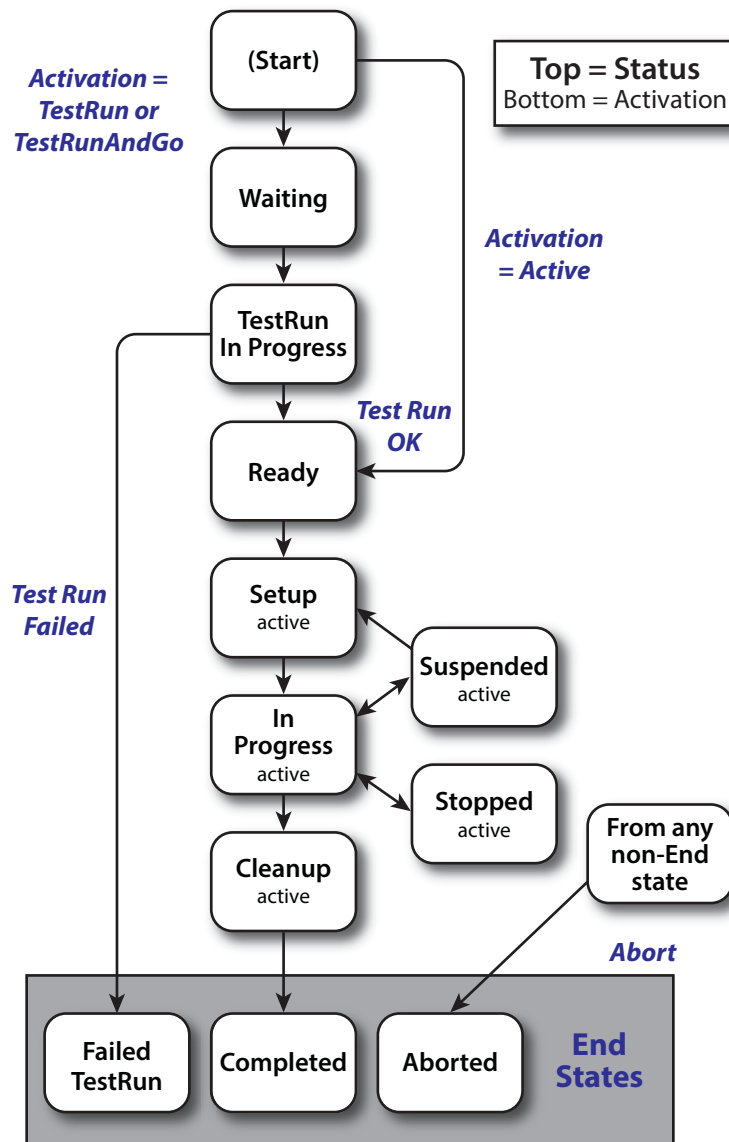 (Start)
Top = Status
Bottom = Activation
Activation =
TestRun or
TestRunAndGo
Waiting
Activation
= Active
TestRun
In Progress
Test Run
OK
Ready
Test Run
Failed
Setup
active
Suspended
active
In
Progress
active
Stopped
active
From any
non-End
state
Cleanup
active
Abort
Failed
TestRun
Completed
Aborted
End
States